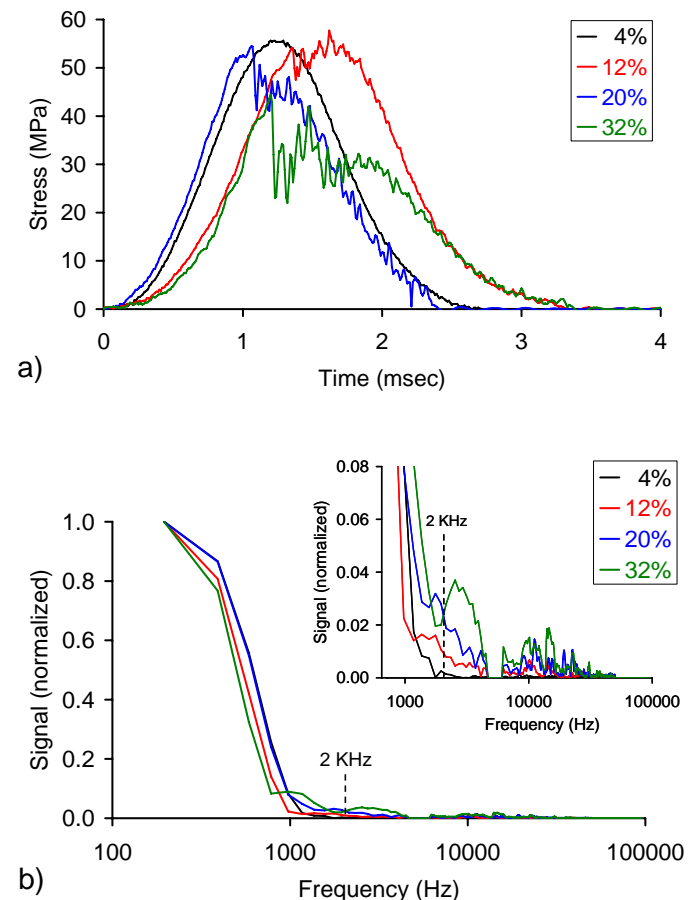 60
50
40
30
20
10
0
Stress (MPa)
4%
12%
20%
32%
0 1 2 3 4
Time (msec)
a)
1.0
0.8
0.6
0.4
0.2
0.0
Signal (normalized)
2 KHz
100 1000 10000 100000
Frequency (Hz)
b)
0.08
0.06
0.04
0.02
0.00
Signal (normalized)
2 KHz
1000 10000 100000
Frequency (Hz)
4%
12%
20%
32%